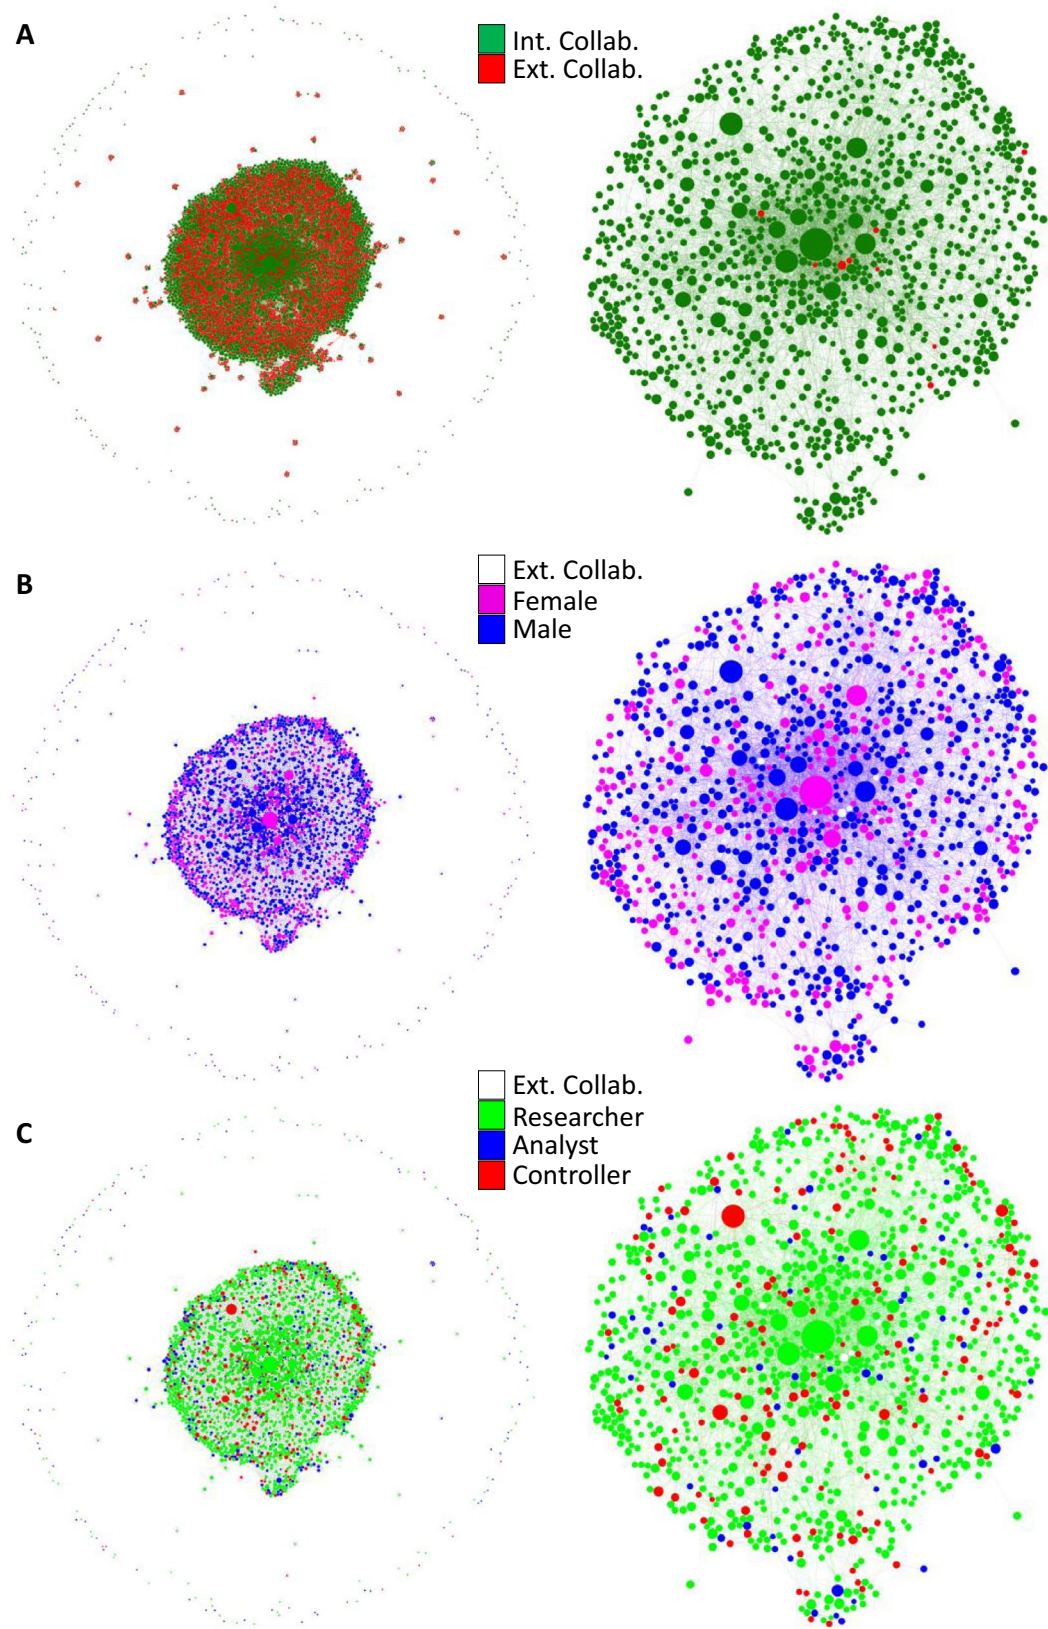 A
Int. Collab.
Ext. Collab.
B
Ext. Collab.
Female
Male
C
Ext. Collab.
Researcher
Analyst
Controller